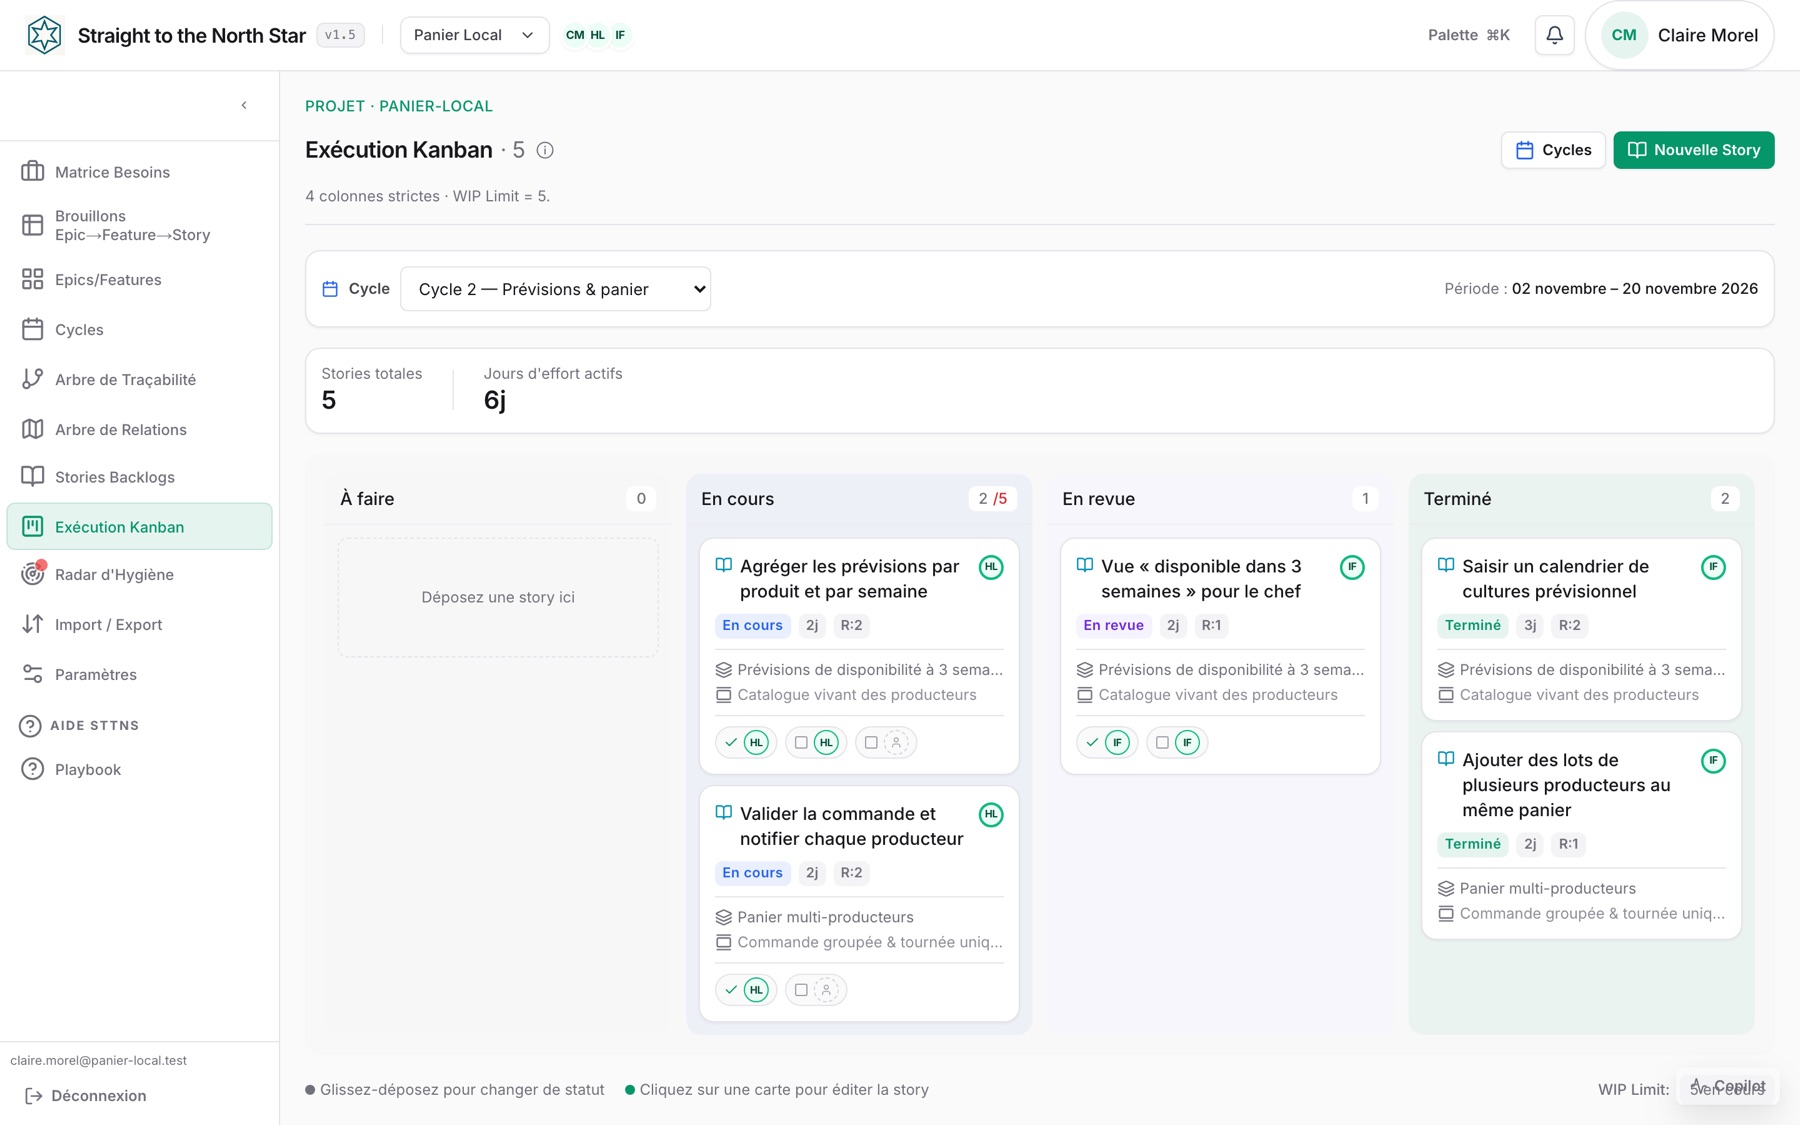 Straight to the North Star v1.5 Panier Local CM HL IF Palette ⌘K CM Claire Morel
PROJET · PANIER-LOCAL
Exécution Kanban · 5
Cycles
Nouvelle Story
4 colonnes strictes · WIP Limit = 5.
Matrice Besoins
Brouillons
Epic→Feature→Story
Epics/Features
Cycles
Arbre de Traçabilité
Arbre de Relations
Stories Backlogs
Exécution Kanban
Radar d'Hygiène
Import / Export
Paramètres
AIDE STTNS
Playbook
claire.morel@panier-local.test
Déconnexion
Cycle Cycle 2 — Prévisions & panier
Période : 02 novembre – 20 novembre 2026
Stories totales
5
Jours d'effort actifs
6j
À faire 0
Déposez une story ici
En cours 2 /5
Agréger les prévisions par HL
produit et par semaine
En cours 2j R:2
Prévisions de disponibilité à 3 sema...
Catalogue vivant des producteurs
HL HL
Valider la commande et HL
notifier chaque producteur
En cours 2j R:2
Panier multi-producteurs
Commande groupée & tournée uniq...
HL
En revue 1
Vue « disponible dans 3 IF
semaines » pour le chef
En revue 2j R:1
Prévisions de disponibilité à 3 sema...
Catalogue vivant des producteurs
IF IF
Terminé 2
Saisir un calendrier de IF
cultures prévisionnel
Terminé 3j R:2
Prévisions de disponibilité à 3 sema...
Catalogue vivant des producteurs
Ajouter des lots de IF
plusieurs producteurs au
même panier
Terminé 2j R:1
Panier multi-producteurs
Commande groupée & tournée uniq...
Glissez-déposez pour changer de statut
Cliquez sur une carte pour éditer la story
WIP Limit: 5 en cours
Copilot